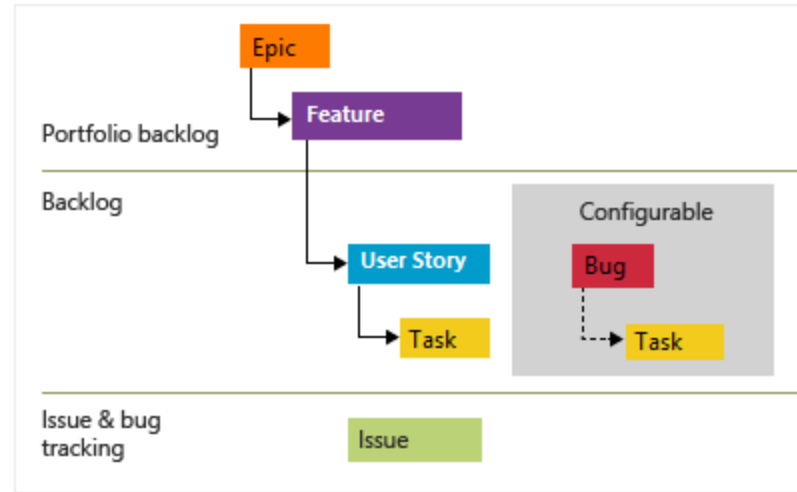 Epic
Feature
Portfolio backlog
Backlog
Configurable
User Story
Bug
Task
Task
Issue & bug
tracking
Issue